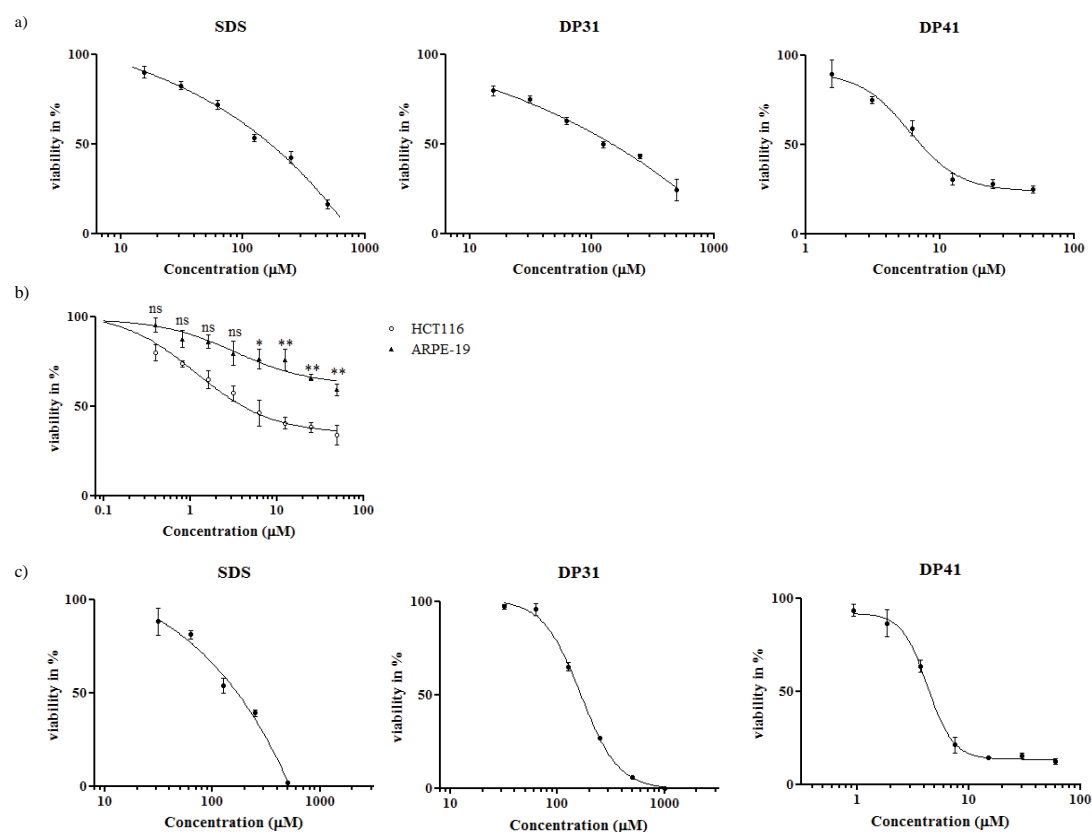 a)
SDS
DP31
DP41
viability in %
100
50
0
10 100 1000
Concentration (µM)
viability in %
100
50
0
10 100 1000
Concentration (µM)
viability in %
100
50
0
1 10 100
Concentration (µM)
b)
viability in %
100
50
0
ns ns ns ns * ** ** **
HCT116
ARPE-19
0.1 1 10 100
Concentration (µM)
c)
SDS
DP31
DP41
viability in %
100
50
0
10 100 1000
Concentration (µM)
viability in %
100
50
0
10 100 1000
Concentration (µM)
viability in %
100
50
0
1 10 100
Concentration (µM)